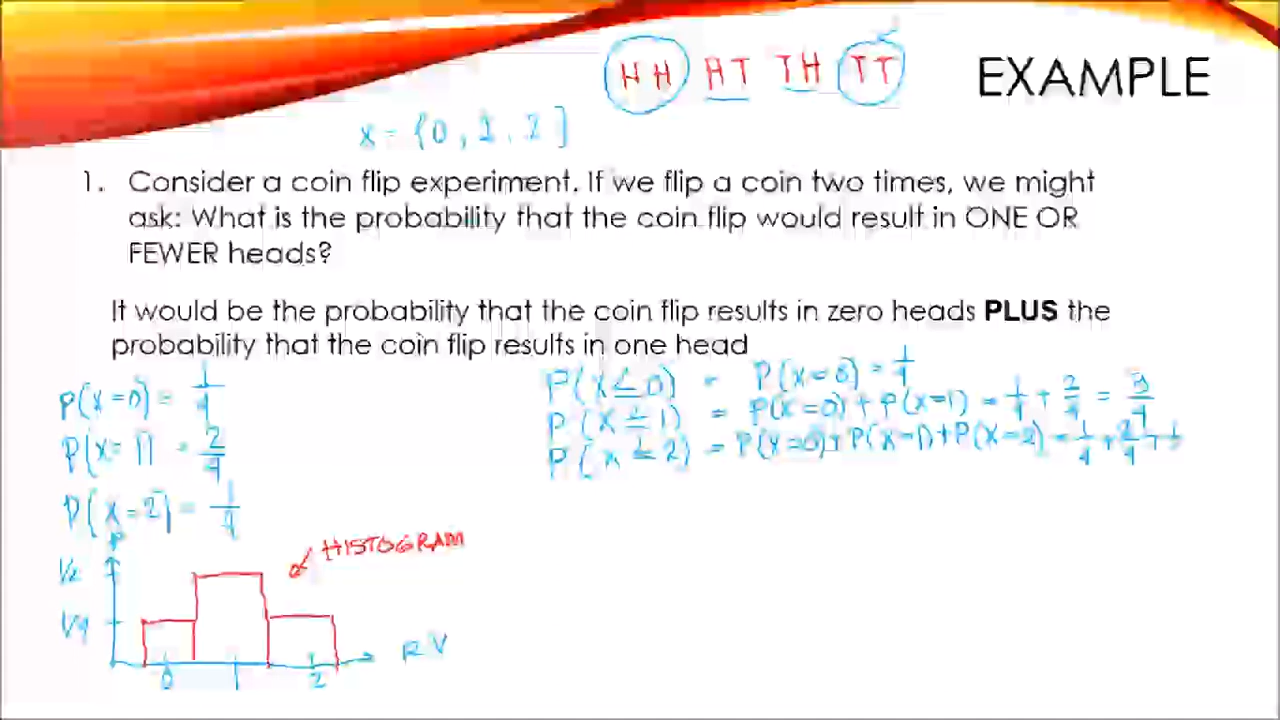 HH HT TH TT
EXAMPLE
x = {0, 1, 2}
1. Consider a coin flip experiment. If we flip a coin two times, we might
ask: What is the probability that the coin flip would result in ONE OR
FEWER heads?
It would be the probability that the coin flip results in zero heads PLUS the
probability that the coin flip results in one head
P(X=0) = 1/4
P(X=1) = 2/4
P(X=2) = 1/4
P(X≤0) = P(X=0) = 1/4
P(X≤1) = P(X=0) + P(X=1) = 1/4 + 2/4 = 3/4
P(X≤2) = P(X=0) + P(X=1) + P(X=2) = 1/4 + 2/4 + 1
P
HISTOGRAM
1/2
1/4
RV
0 1 2